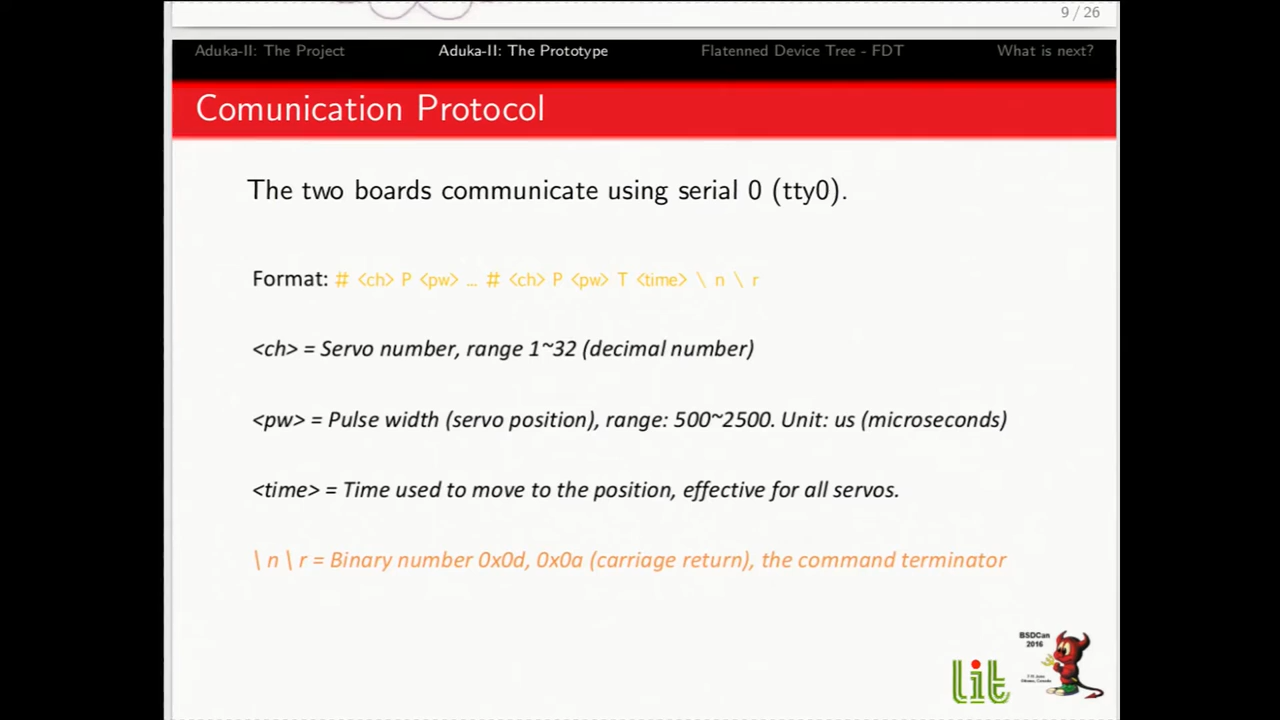 9 / 26
Aduka-II: The Project Aduka-II: The Prototype Flatenned Device Tree - FDT What is next?
Comunication Protocol
The two boards communicate using serial 0 (tty0).
Format: # <ch> P <pw> ... # <ch> P <pw> T <time> \ n \ r
<ch> = Servo number, range 1~32 (decimal number)
<pw> = Pulse width (servo position), range: 500~2500. Unit: us (microseconds)
<time> = Time used to move to the position, effective for all servos.
\ n \ r = Binary number 0x0d, 0x0a (carriage return), the command terminator
BSDCan
2016
lit